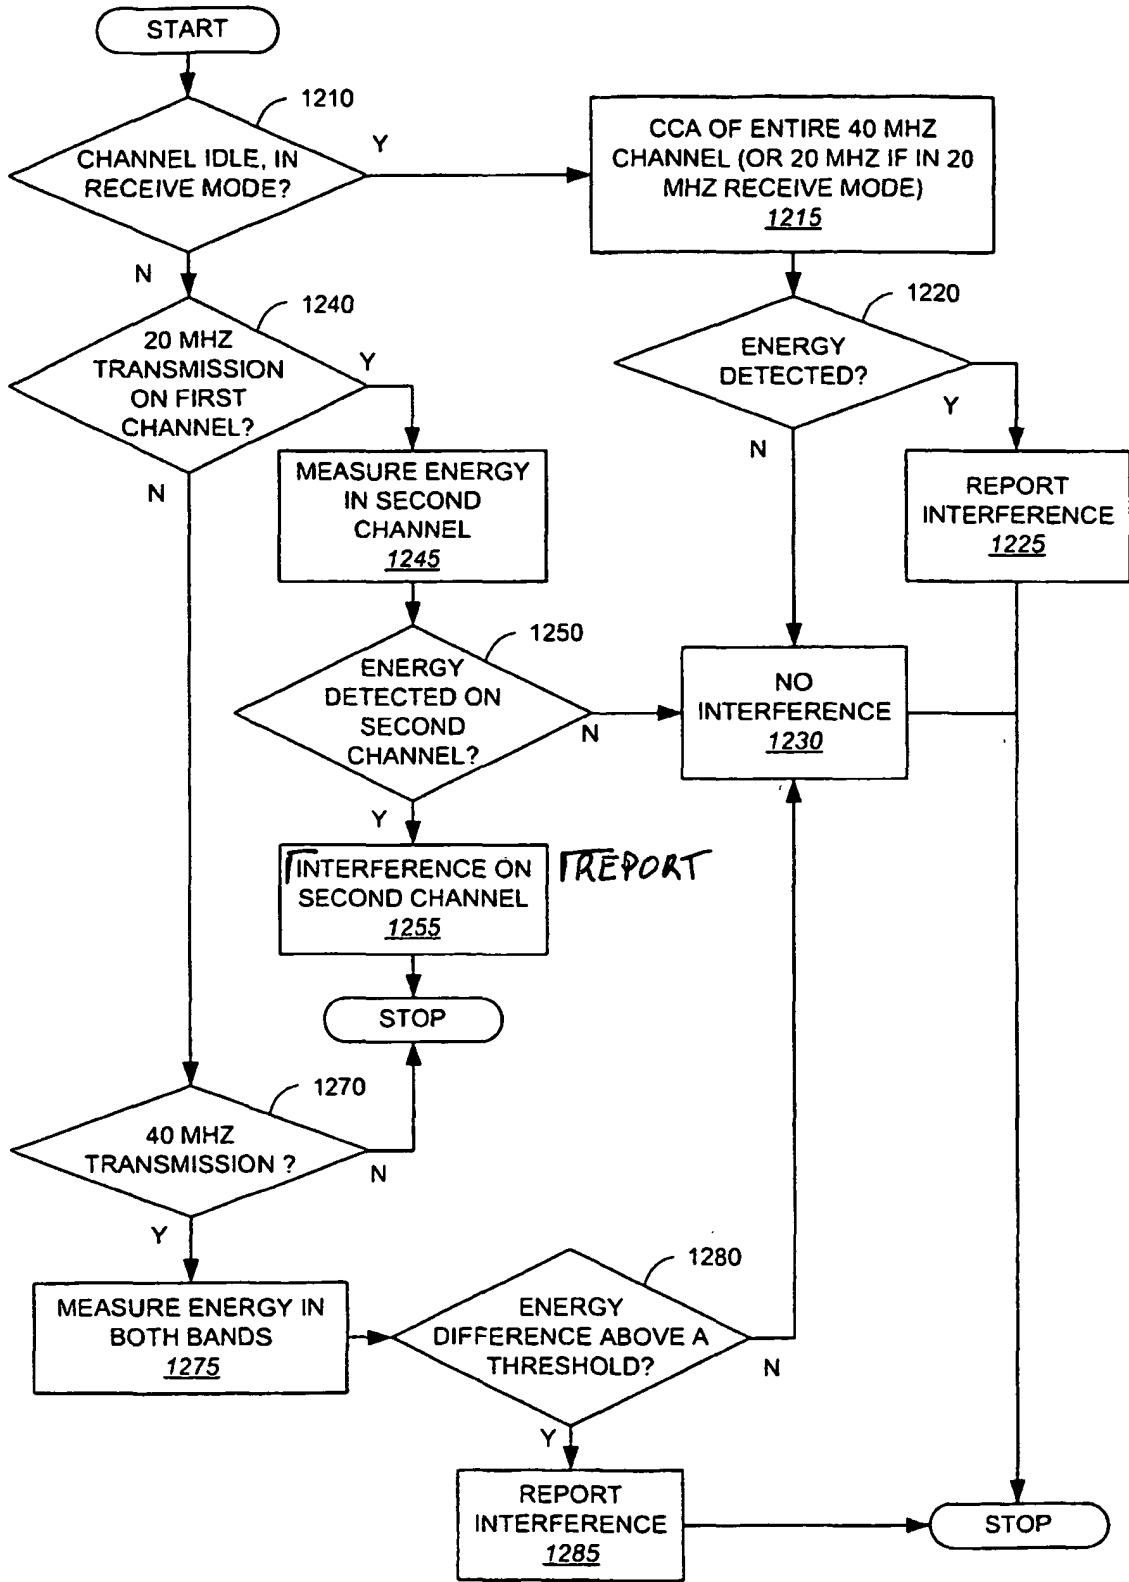 START
1210
CHANNEL IDLE, IN
RECEIVE MODE?
Y
N
CCA OF ENTIRE 40 MHZ
CHANNEL (OR 20 MHZ IF IN 20
MHZ RECEIVE MODE)
1215
1220
ENERGY
DETECTED?
Y
N
REPORT
INTERFERENCE
1225
1240
20 MHZ
TRANSMISSION
ON FIRST
CHANNEL?
Y
N
MEASURE ENERGY
IN SECOND
CHANNEL
1245
1250
ENERGY
DETECTED ON
SECOND
CHANNEL?
N
Y
NO
INTERFERENCE
1230
INTERFERENCE ON
SECOND CHANNEL
1255
REPORT
STOP
1270
40 MHZ
TRANSMISSION ?
N
Y
MEASURE ENERGY IN
BOTH BANDS
1275
1280
ENERGY
DIFFERENCE ABOVE A
THRESHOLD?
N
Y
REPORT
INTERFERENCE
1285
STOP